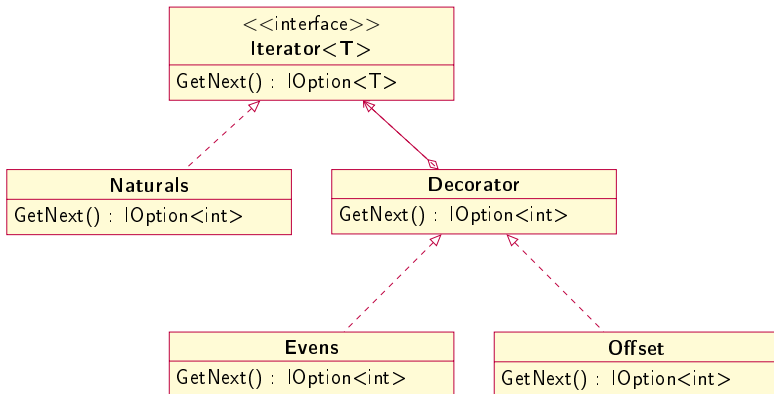 <<interface>>
Iterator<T>
GetNext() : IOption<T>
Naturals
GetNext() : IOption<int>
Decorator
GetNext() : IOption<int>
Evens
GetNext() : IOption<int>
Offset
GetNext() : IOption<int>